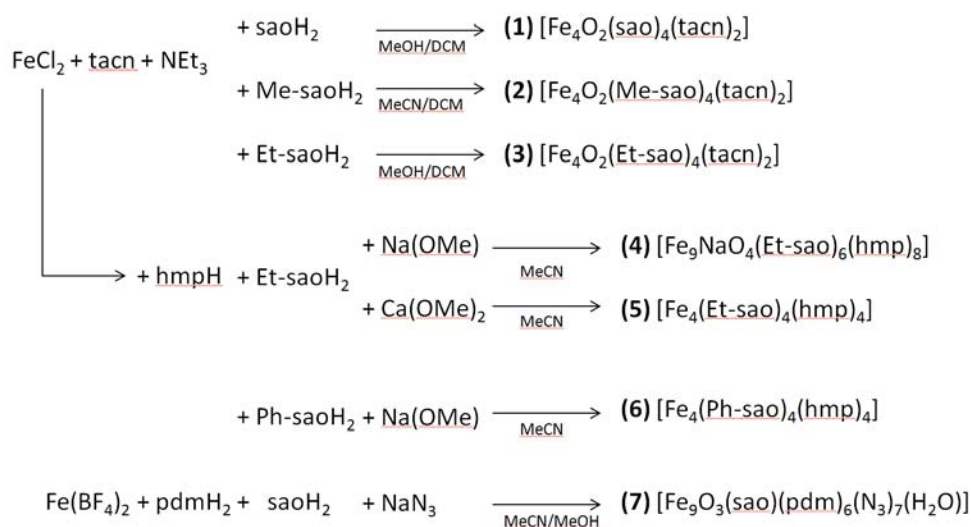 + saoH₂ MeOH/DCM (1) [Fe₄O₂(sao)₄(tacn)₂]
FeCl₂ + tacn + NEt₃
+ Me-saoH₂ MeCN/DCM (2) [Fe₄O₂(Me-sao)₄(tacn)₂]
+ Et-saoH₂ MeOH/DCM (3) [Fe₄O₂(Et-sao)₄(tacn)₂]
+ Na(OMe) MeCN (4) [Fe₉NaO₄(Et-sao)₆(hmp)₈]
+ hmpH + Et-saoH₂
+ Ca(OMe)₂ MeCN (5) [Fe₄(Et-sao)₄(hmp)₄]
+ Ph-saoH₂ + Na(OMe) MeCN (6) [Fe₄(Ph-sao)₄(hmp)₄]
Fe(BF₄)₂ + pdmH₂ + saoH₂ + NaN₃ MeCN/MeOH (7) [Fe₉O₃(sao)(pdm)₆(N₃)₇(H₂O)]